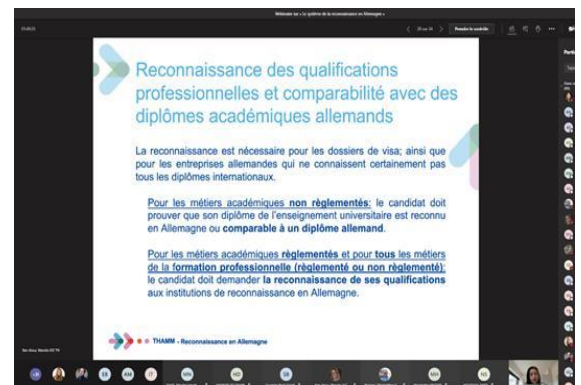 Webinaire sur « Le système de la reconnaissance en Allemagne »
Prendre le contrôle
Reconnaissance des qualifications
professionnelles et comparabilité avec des
diplômes académiques allemands
La reconnaissance est nécessaire pour les dossiers de visa; ainsi que
pour les entreprises allemandes qui ne connaissent certainement pas
tous les diplômes internationaux.
Pour les métiers académiques non règlementés: le candidat doit
prouver que son diplôme de l'enseignement universitaire est reconnu
en Allemagne ou comparable à un diplôme allemand.
Pour les métiers académiques règlementés et pour tous les métiers
de la formation professionnelle (règlementé ou non règlementé):
le candidat doit demander la reconnaissance de ses qualifications
aux institutions de reconnaissance en Allemagne.
THAMM - Reconnaissance en Allemagne